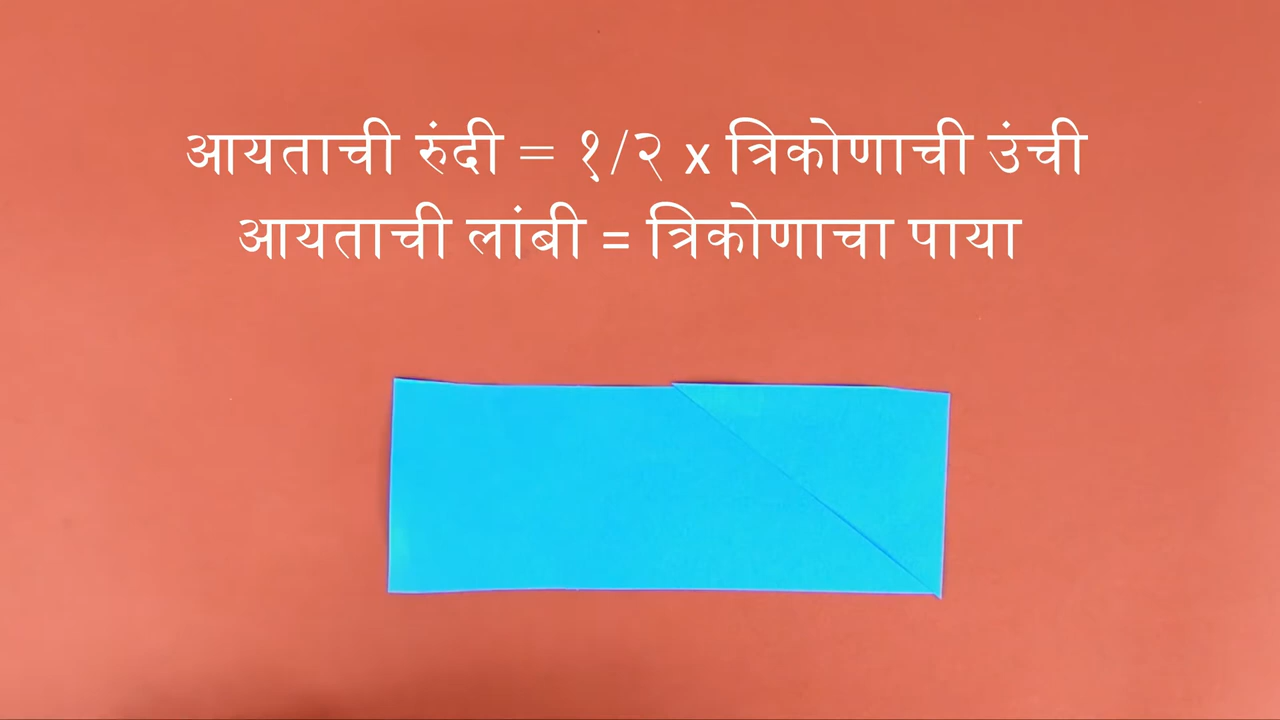 आयताची रुंदी = १/२ x त्रिकोणाची उंची
आयताची लांबी = त्रिकोणाचा पाया